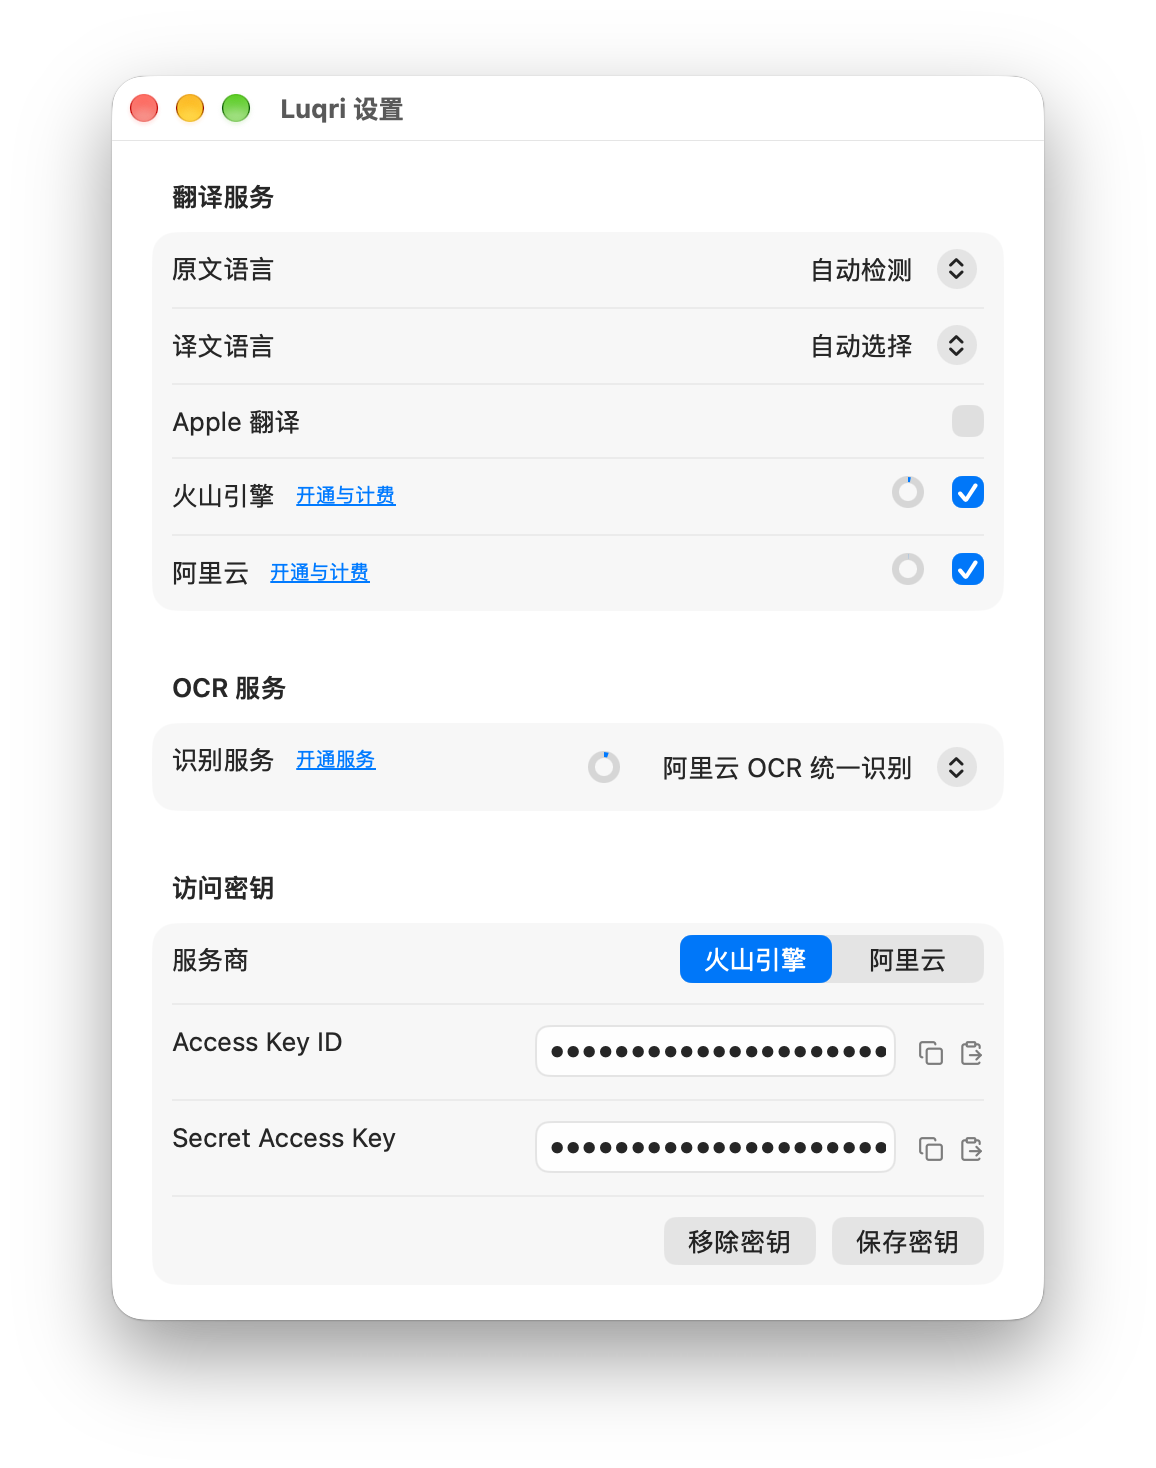 Luqri 设置
翻译服务
原文语言 自动检测
译文语言 自动选择
Apple 翻译
火山引擎 开通与计费
阿里云 开通与计费
OCR 服务
识别服务 开通服务 阿里云 OCR 统一识别
访问密钥
服务商 火山引擎 阿里云
Access Key ID
Secret Access Key
移除密钥 保存密钥